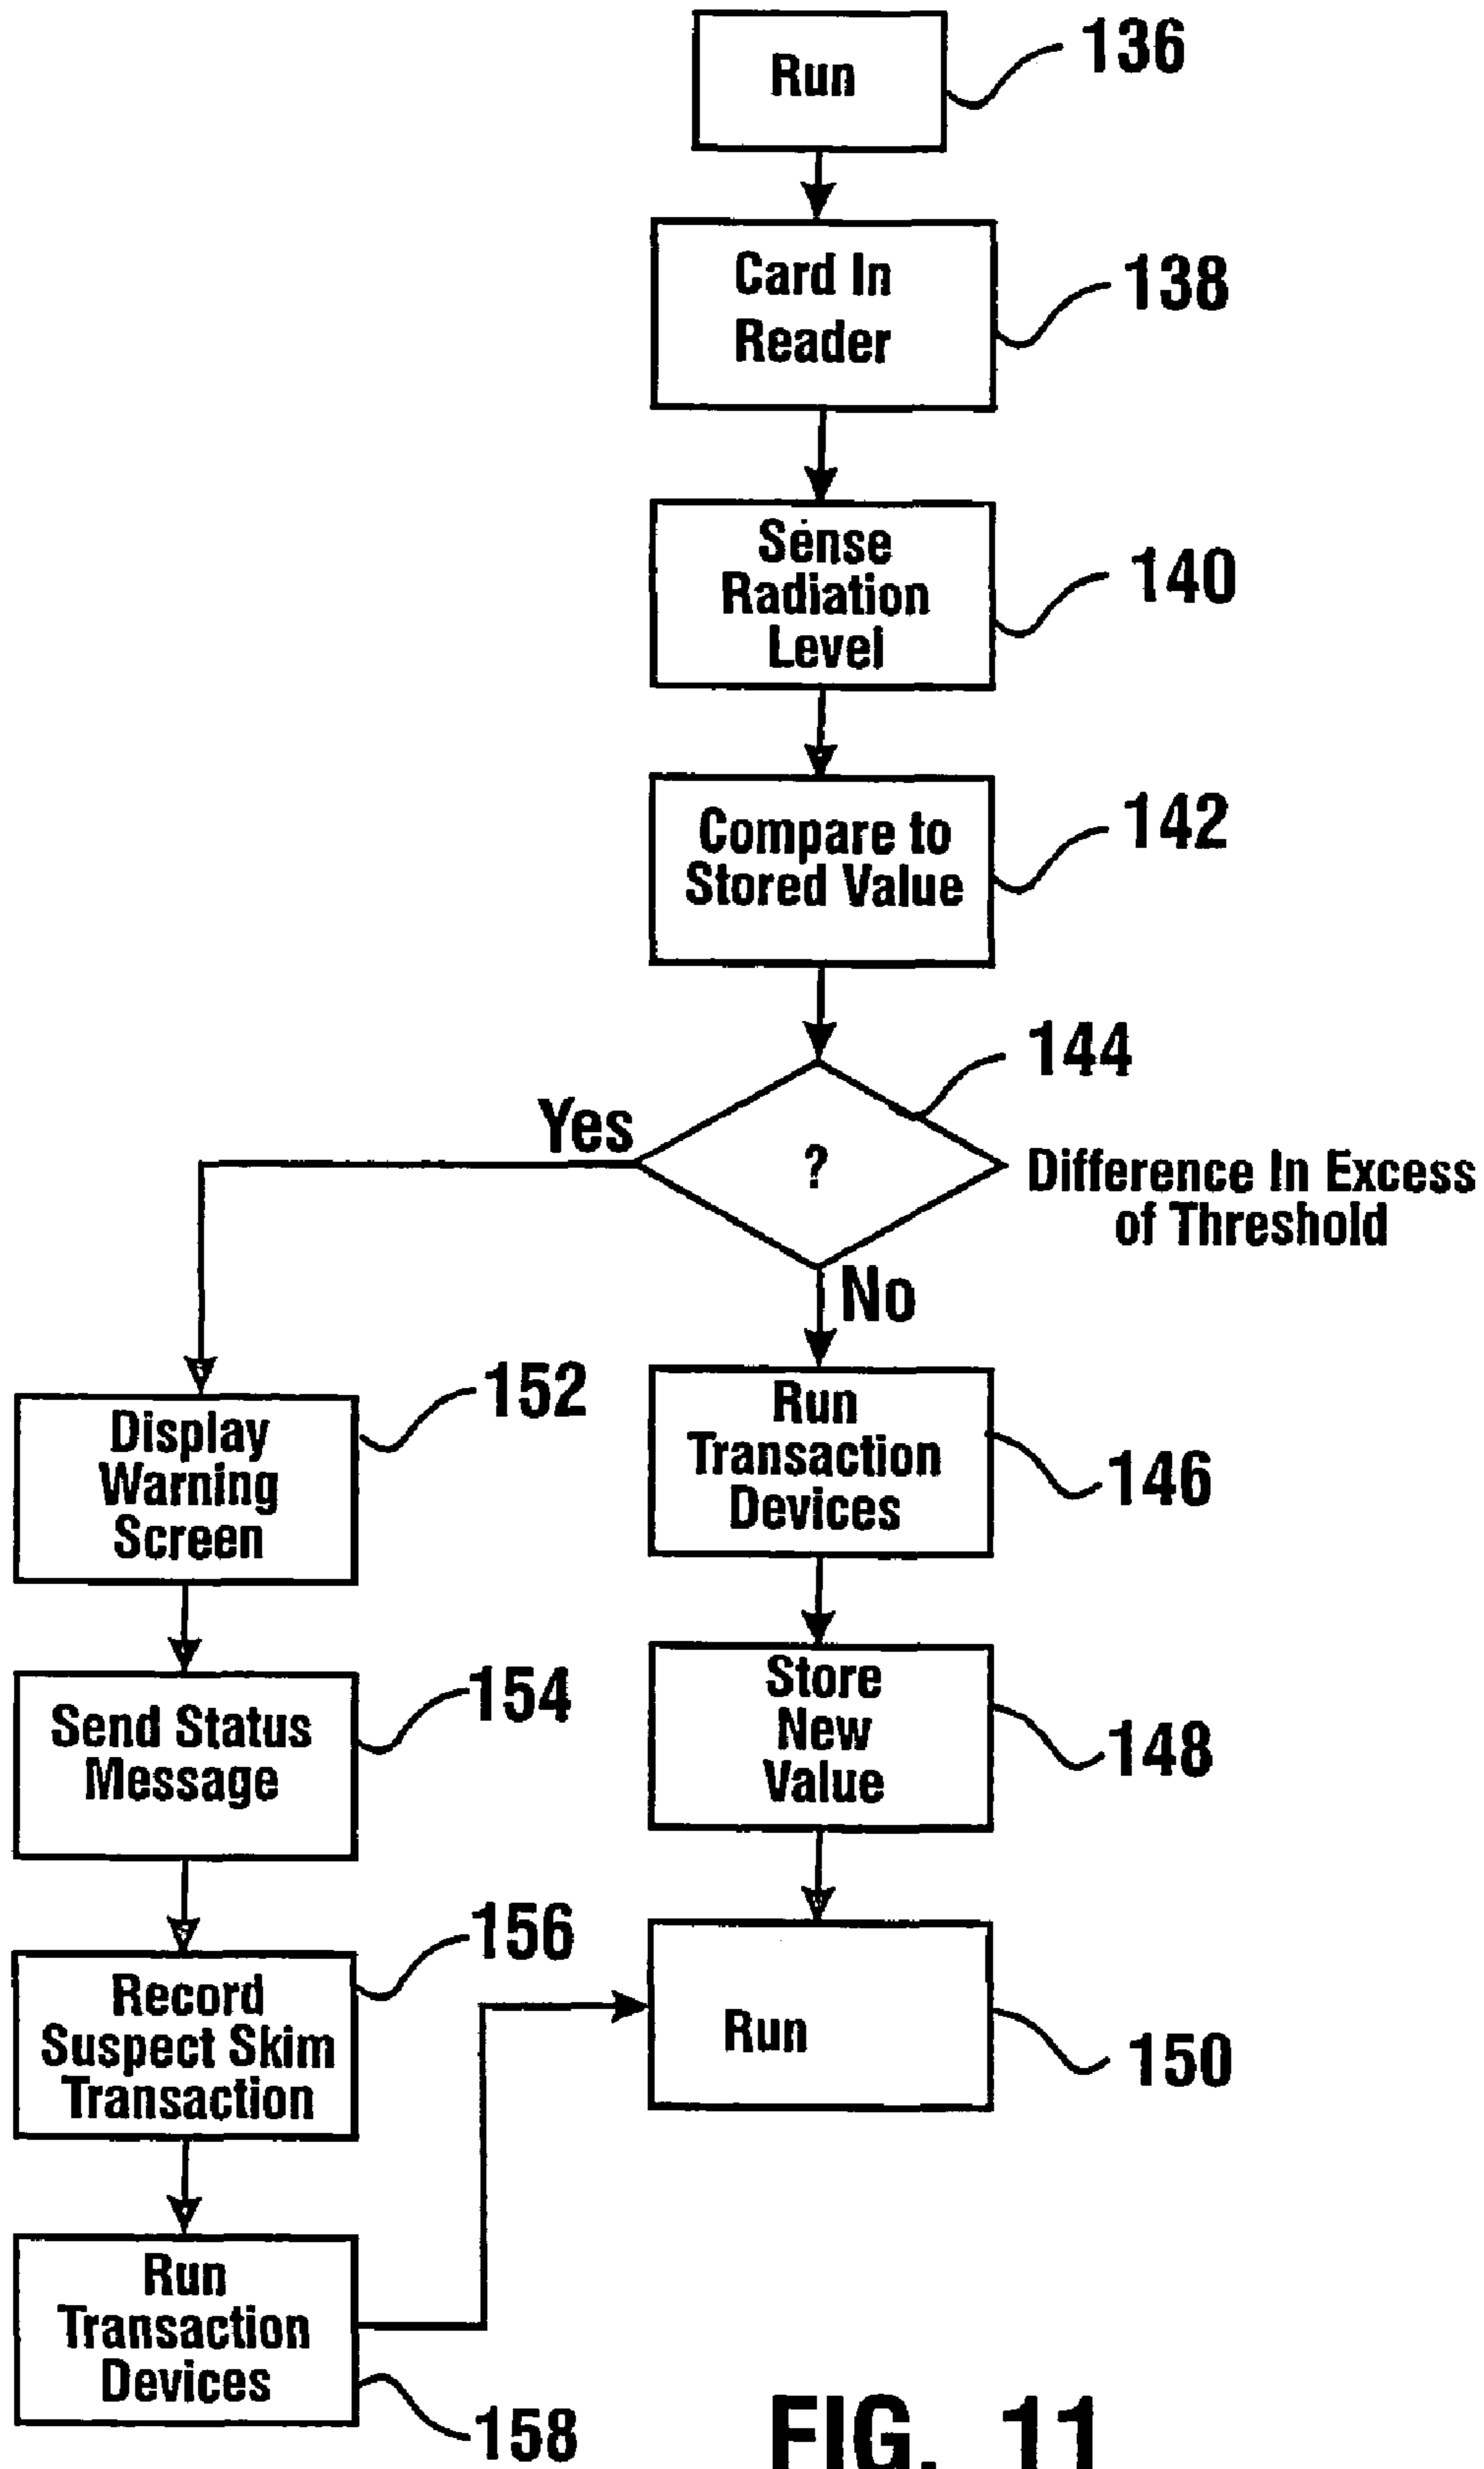 Run
136
Card In
Reader
138
Sense
Radiation
Level
140
Compare to
Stored Value
142
144
Yes
?
Difference In Excess
of Threshold
No
Display
Warning
Screen
152
Run
Transaction
Devices
146
Send Status
Message
154
Store
New
Value
148
Record
Suspect Skim
Transaction
156
Run
150
Run
Transaction
Devices
158
FIG. 11